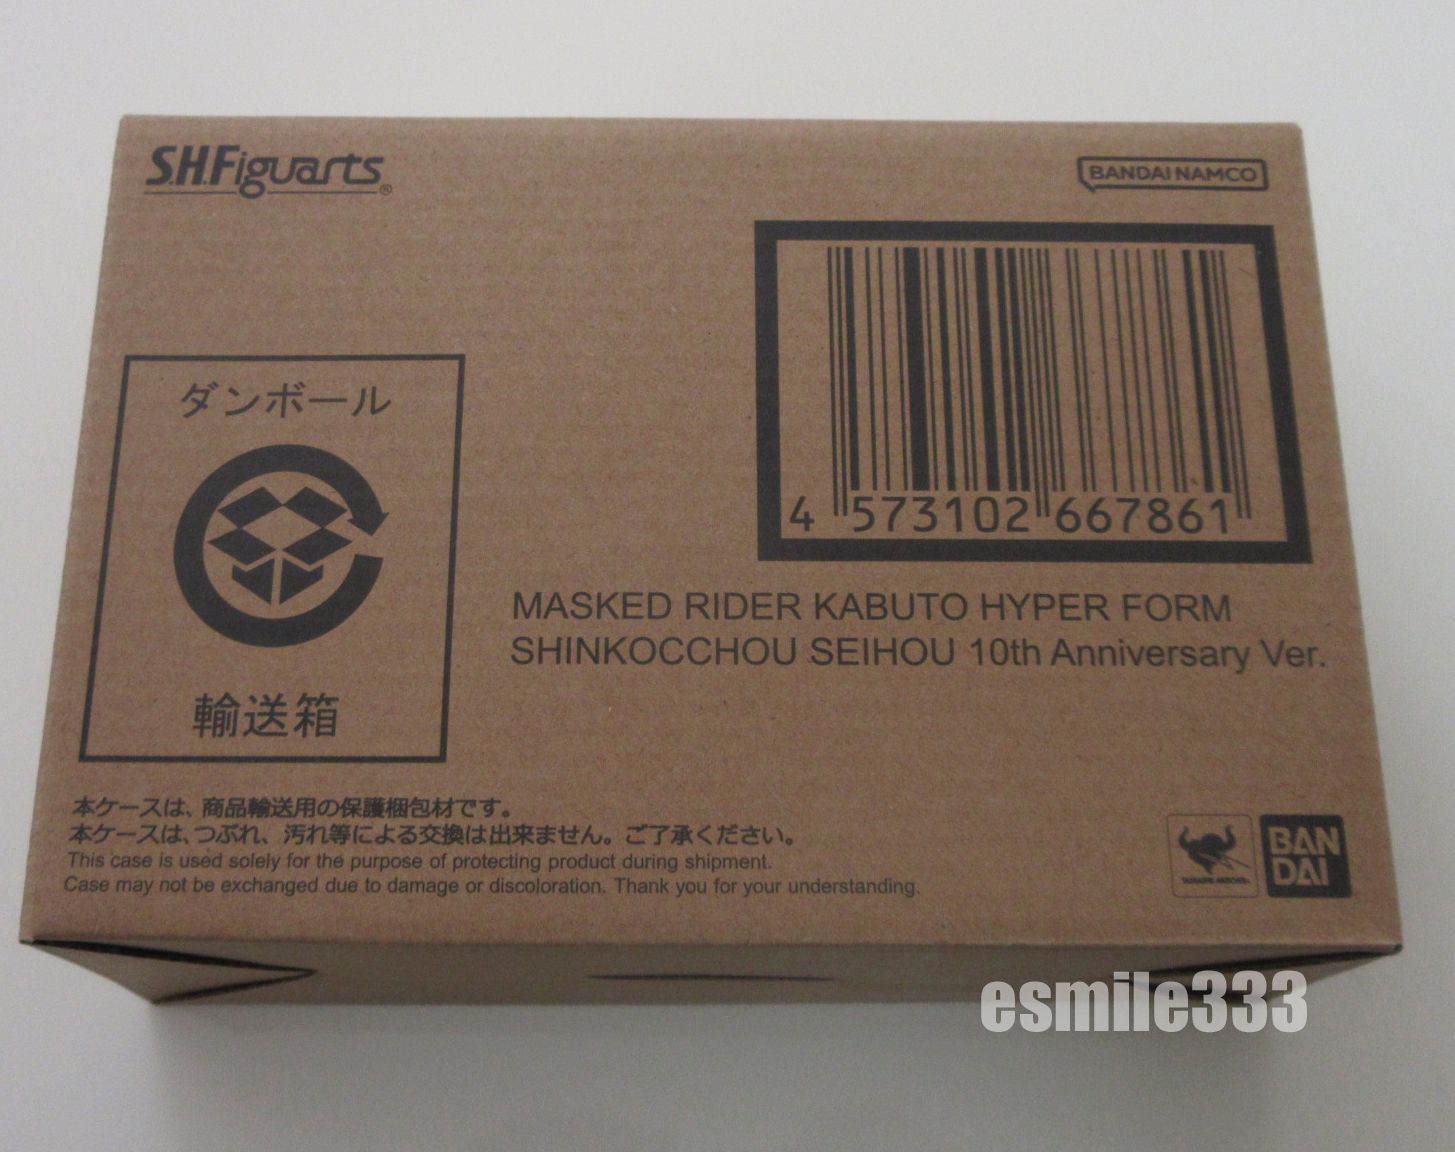 S.H.Figuarts®
BANDAI NAMCO
4 573102 667861
ダンボール
輸送箱
MASKED RIDER KABUTO HYPER FORM
SHINKOCCHOU SEIHOU 10th Anniversary Ver.
本ケースは、商品輸送用の保護梱包材です。
本ケースは、つぶれ、汚れ等による交換は出来ません。ご了承ください。
This case is used solely for the purpose of protecting product during shipment.
Case may not be exchanged due to damage or discoloration. Thank you for your understanding.
BAN
DAI
esmile333